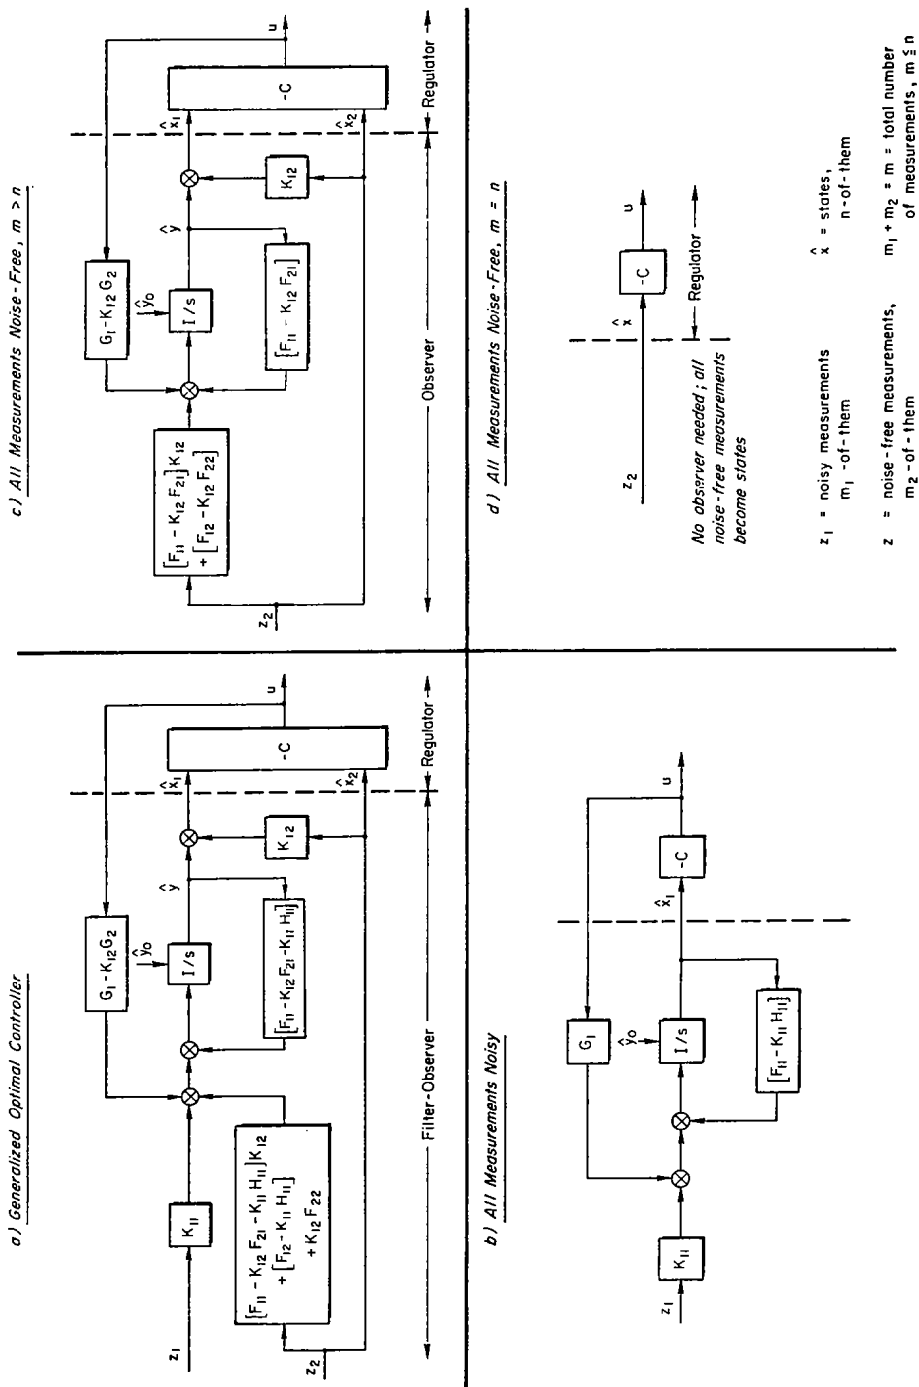 a) Generalized Optimal Controller
z₁
K₁₁
G₁ - K₁₂G₂
ŷ₀
I/s
ŷ
[F₁₁ - K₁₂ F₂₁ - K₁₁ H₁₁]
[F₁₁ - K₁₂ F₂₁ - K₁₁ H₁₁] K₁₂
+ [F₁₂ - K₁₁ H₁₁]
+ K₁₂ F₂₂
z₂
K₁₂
x̂₁
x̂₂
-C
u
Filter-Observer
Regulator
c) All Measurements Noise-Free, m > n
G₁ - K₁₂ G₂
ŷ₀
I/s
ŷ
[F₁₁ - K₁₂ F₂₁]
[F₁₁ - K₁₂ F₂₁] K₁₂
+ [F₁₂ - K₁₂ F₂₂]
z₂
K₁₂
x̂₁
x̂₂
-C
u
Observer
Regulator
b) All Measurements Noisy
z₁
K₁₁
G₁
ŷ₀
I/s
[F₁₁ - K₁₁ H₁₁]
x̂₁
-C
u
d) All Measurements Noise-Free, m = n
z₂
x̂
-C
u
Regulator
No observer needed; all
noise-free measurements
become states
z₁ = noisy measurements
m₁ -of-them
x̂ = states,
n-of-them
z = noise-free measurements,
m₂ -of-them
m₁ + m₂ = m = total number
of measurements, m ≦ n